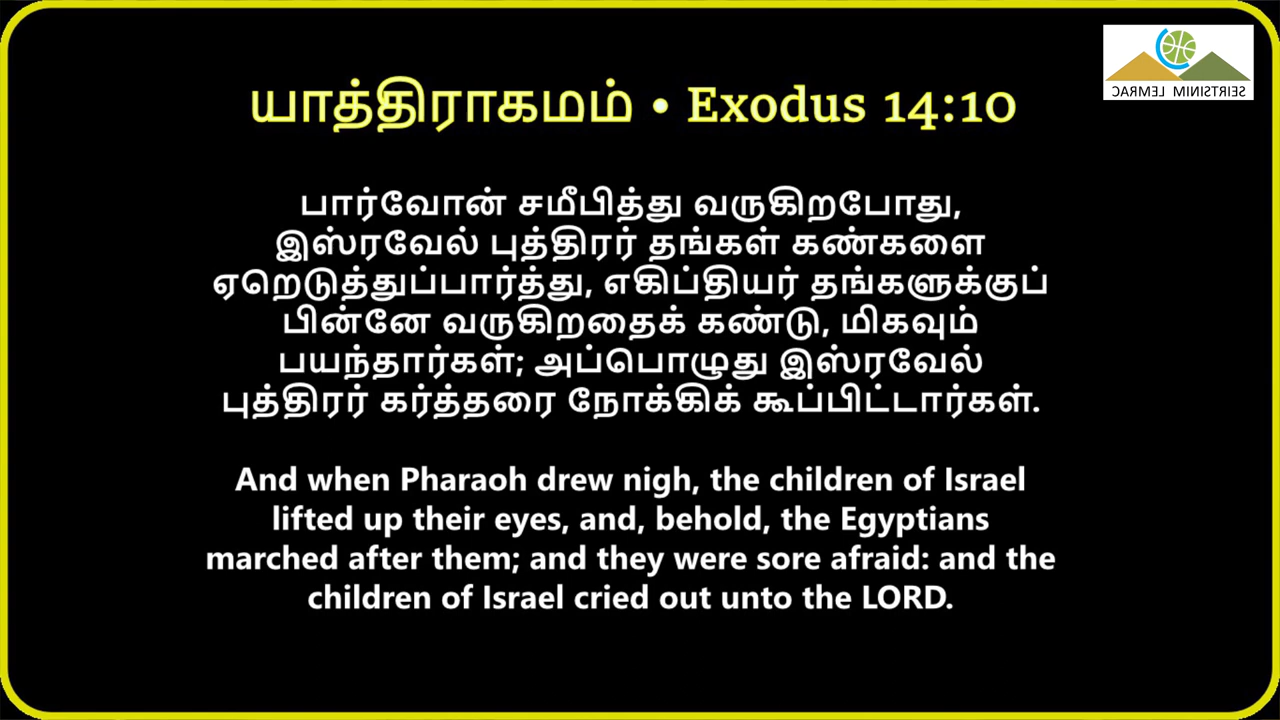 யாத்திராகமம் • Exodus 14:10
பார்வோன் சமீபித்து வருகிறபோது,
இஸ்ரவேல் புத்திரர் தங்கள் கண்களை
ஏறெடுத்துப்பார்த்து, எகிப்தியர் தங்களுக்குப்
பின்னே வருகிறதைக் கண்டு, மிகவும்
பயந்தார்கள்; அப்பொழுது இஸ்ரவேல்
புத்திரர் கர்த்தரை நோக்கிக் கூப்பிட்டார்கள்.
And when Pharaoh drew nigh, the children of Israel
lifted up their eyes, and, behold, the Egyptians
marched after them; and they were sore afraid: and the
children of Israel cried out unto the LORD.
CARMEL MINISTRIES